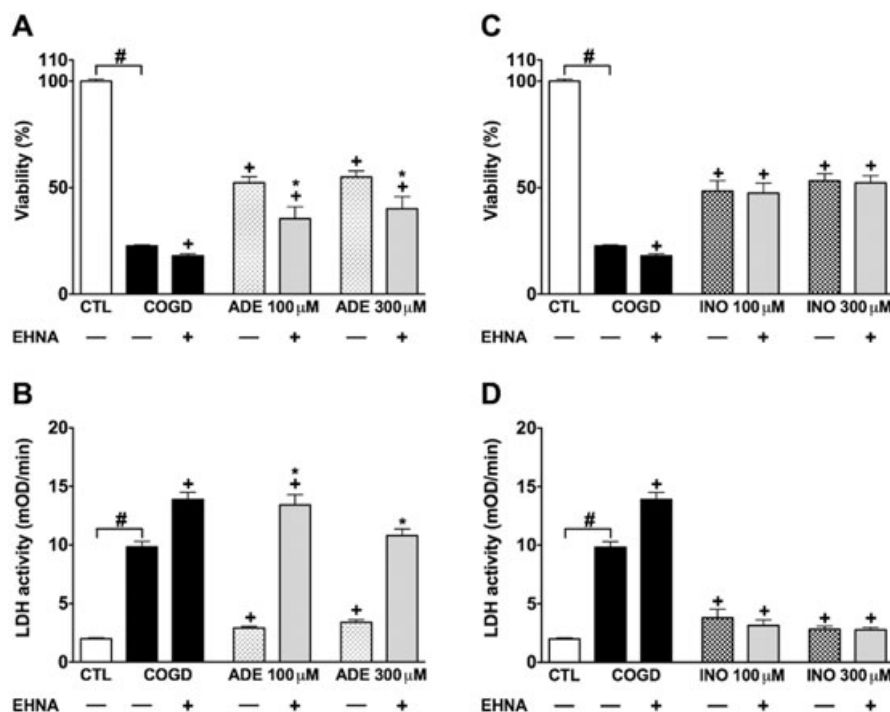 A
Viability (%)
110
100
50
0
#
+
+
*
+
+
*
+
CTL COGD ADE 100 μM ADE 300 μM
EHNA — — + — + — +
C
Viability (%)
110
100
50
0
#
+
+
+
+
+
CTL COGD INO 100 μM INO 300 μM
EHNA — — + — + — +
B
LDH activity (mOD/min)
20
15
10
5
0
#
+
+
*
+
+
*
CTL COGD ADE 100 μM ADE 300 μM
EHNA — — + — + — +
D
LDH activity (mOD/min)
20
15
10
5
0
#
+
+
+
+
+
CTL COGD INO 100 μM INO 300 μM
EHNA — — + — + — +